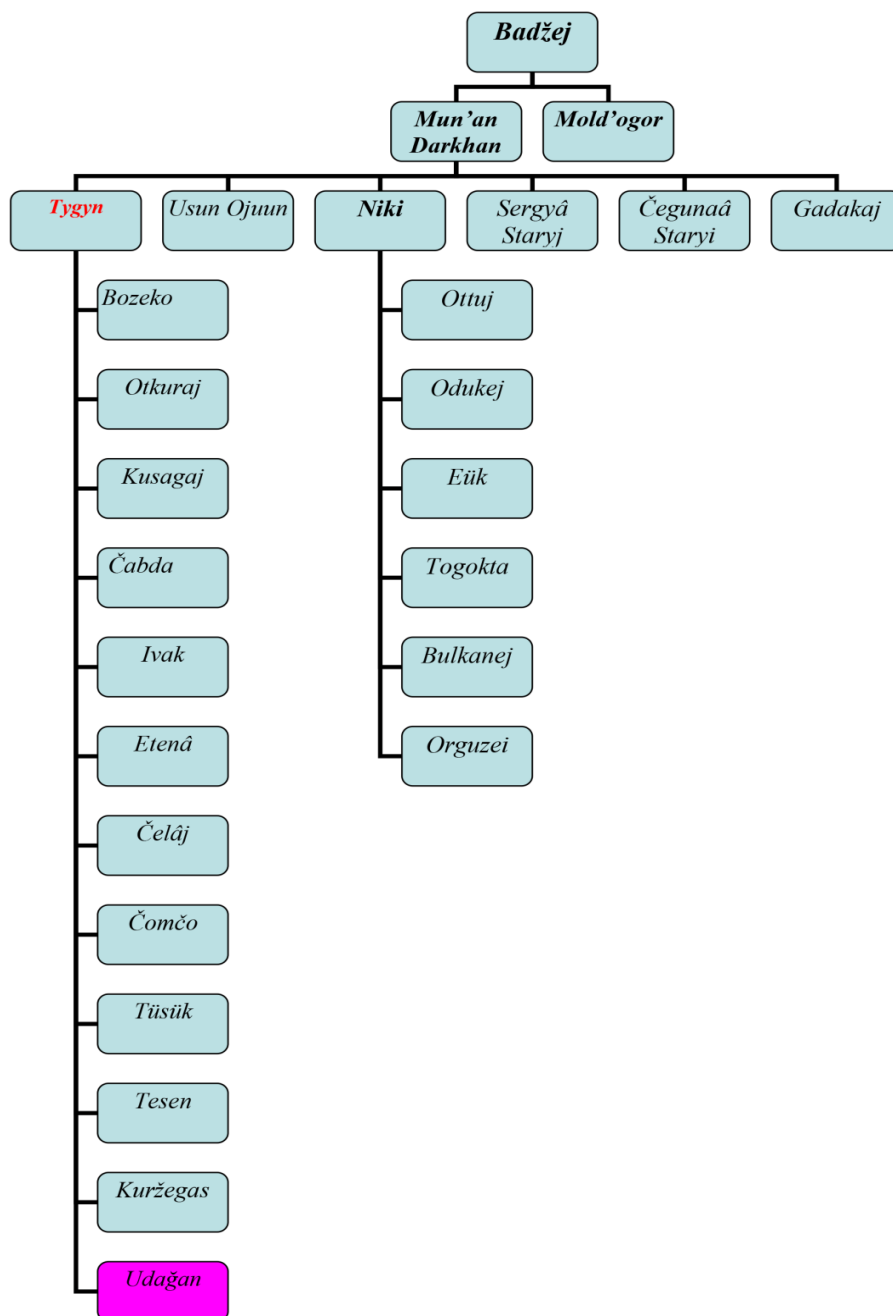 Badžej
Mun’an
Darkhan
Mold’ogor
Tygyn
Usun Ojuun
Niki
Sergyâ
Staryj
Čegunaâ
Staryi
Gadakaj
Bozeko
Ottuj
Otkuraj
Odukej
Kusagaj
Eük
Čabda
Togokta
Ivak
Bulkanej
Etenâ
Orguzei
Čelâj
Čomčo
Tüsük
Tesen
Kuržegas
Udağan